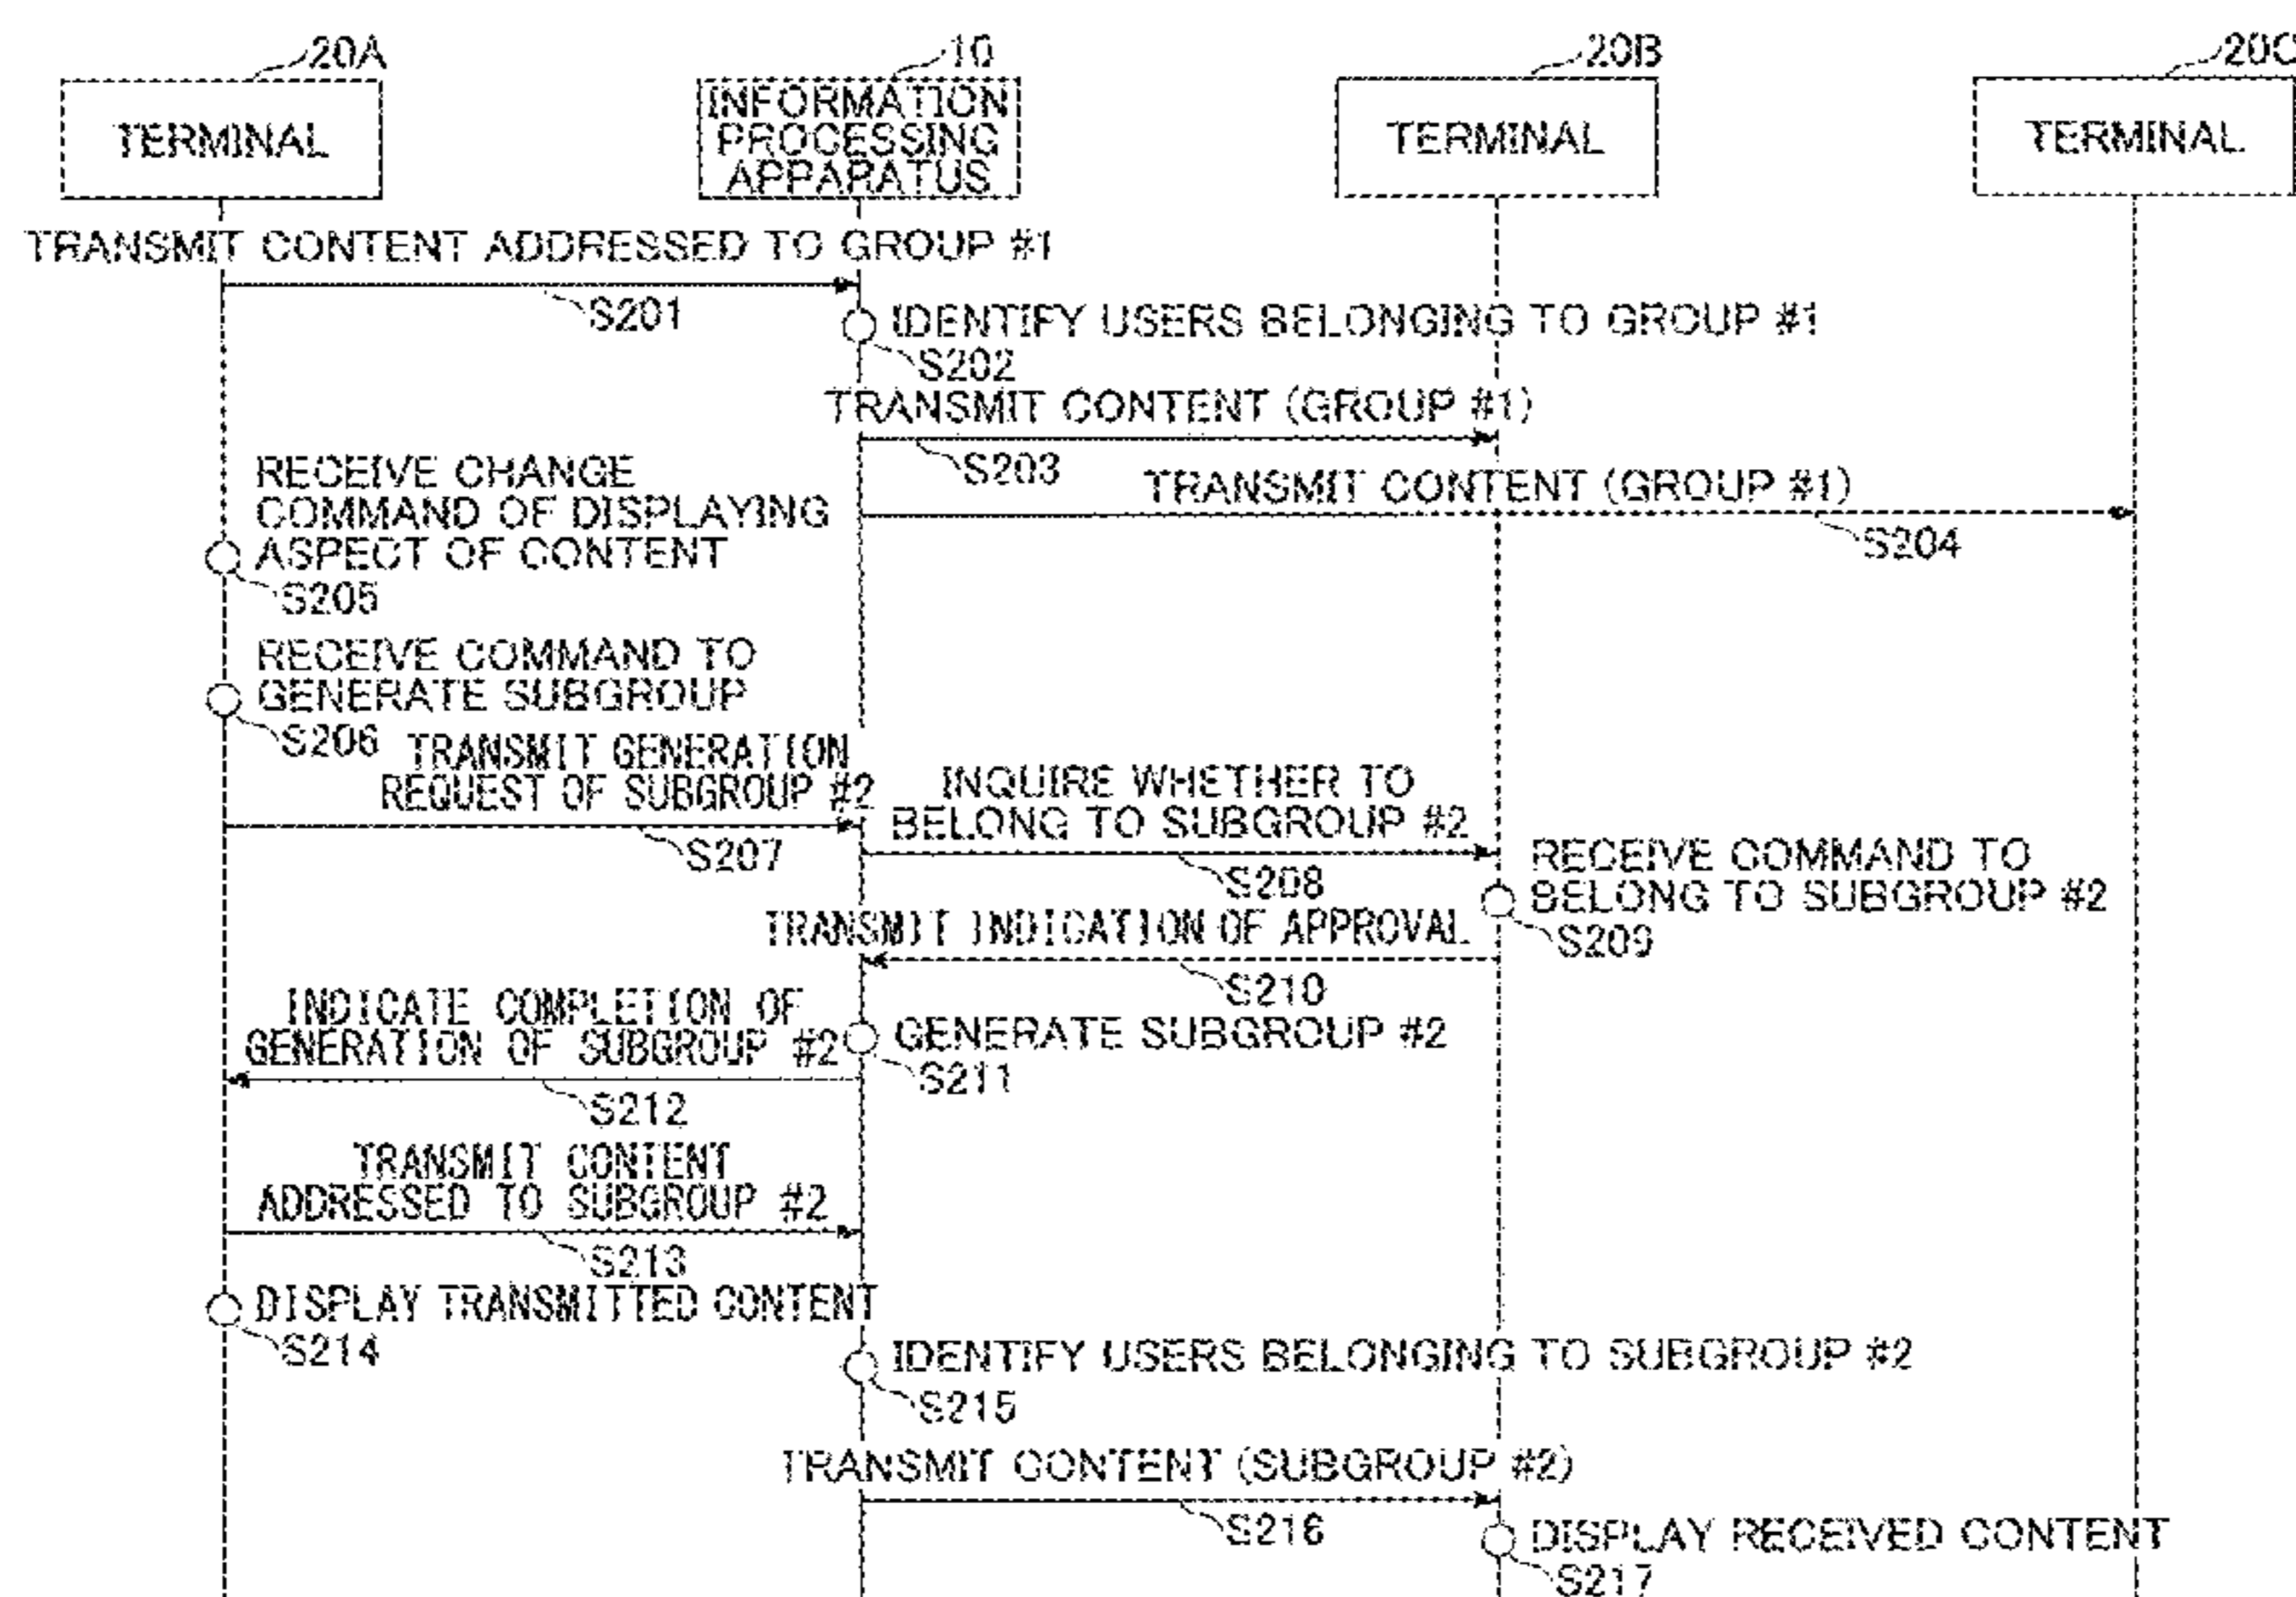 20A
10
20B
20C
TERMINAL
INFORMATION
PROCESSING
APPARATUS
TERMINAL
TERMINAL
TRANSMIT CONTENT ADDRESSED TO GROUP #1
S201
IDENTIFY USERS BELONGING TO GROUP #1
S202
TRANSMIT CONTENT (GROUP #1)
S203
TRANSMIT CONTENT (GROUP #1)
S204
RECEIVE CHANGE
COMMAND OF DISPLAYING
ASPECT OF CONTENT
S205
RECEIVE COMMAND TO
GENERATE SUBGROUP
S206
TRANSMIT GENERATION
REQUEST OF SUBGROUP #2
S207
INQUIRE WHETHER TO
BELONG TO SUBGROUP #2
S208
RECEIVE COMMAND TO
BELONG TO SUBGROUP #2
S209
TRANSMIT INDICATION OF APPROVAL
S210
GENERATE SUBGROUP #2
S211
INDICATE COMPLETION OF
GENERATION OF SUBGROUP #2
S212
TRANSMIT CONTENT
ADDRESSED TO SUBGROUP #2
S213
DISPLAY TRANSMITTED CONTENT
S214
IDENTIFY USERS BELONGING TO SUBGROUP #2
S215
TRANSMIT CONTENT (SUBGROUP #2)
S216
DISPLAY RECEIVED CONTENT
S217